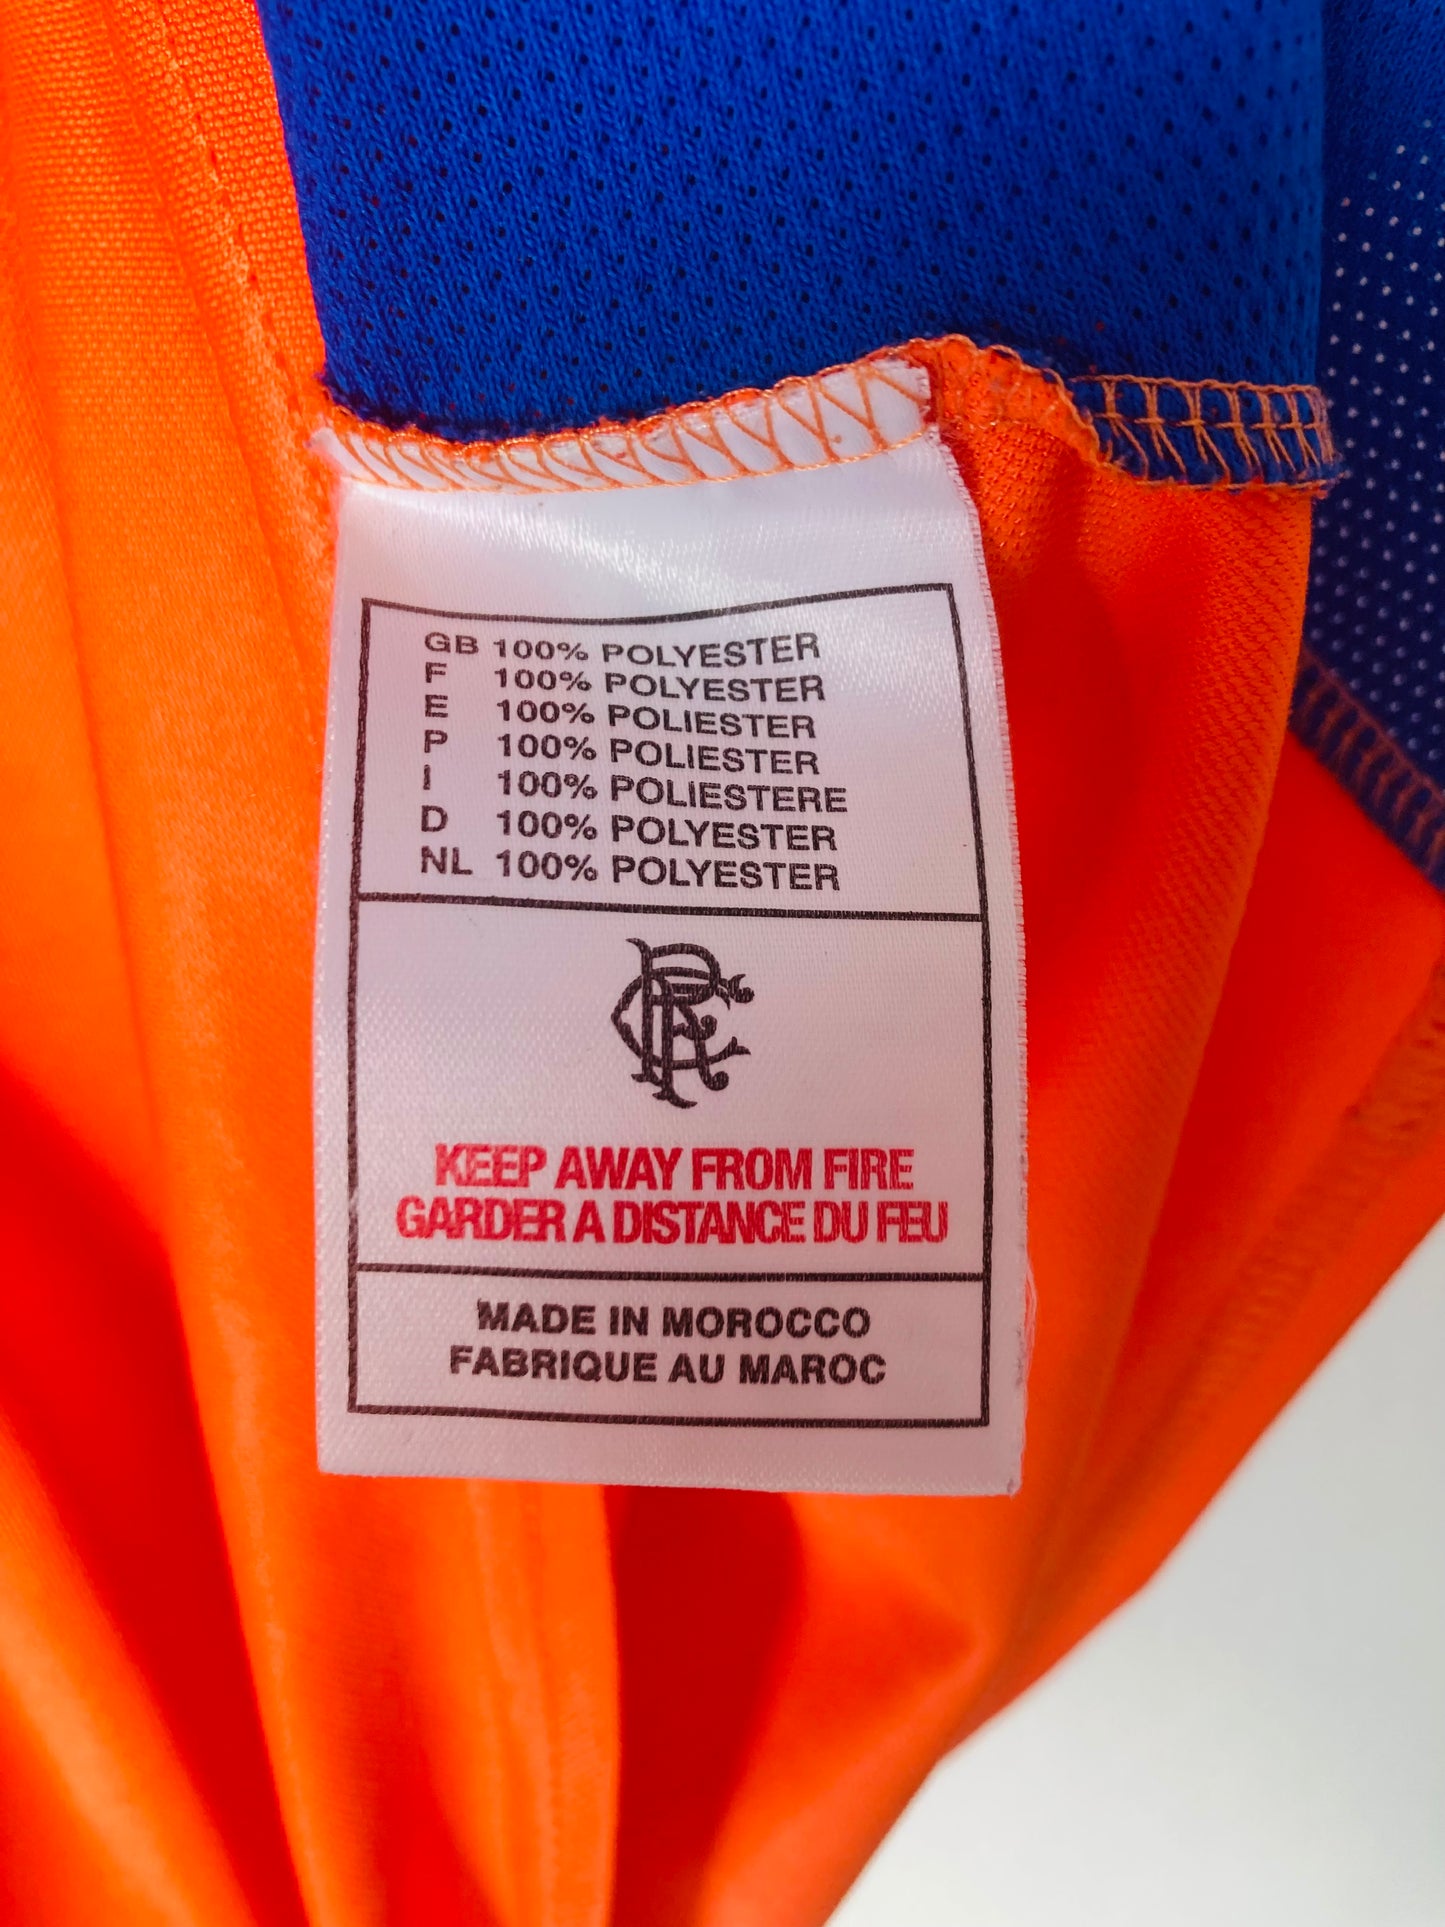 GB 100% POLYESTER
F 100% POLYESTER
E 100% POLIESTER
P 100% POLIESTER
I 100% POLIESTERE
D 100% POLYESTER
NL 100% POLYESTER
RFC
KEEP AWAY FROM FIRE
GARDER A DISTANCE DU FEU
MADE IN MOROCCO
FABRIQUE AU MAROC